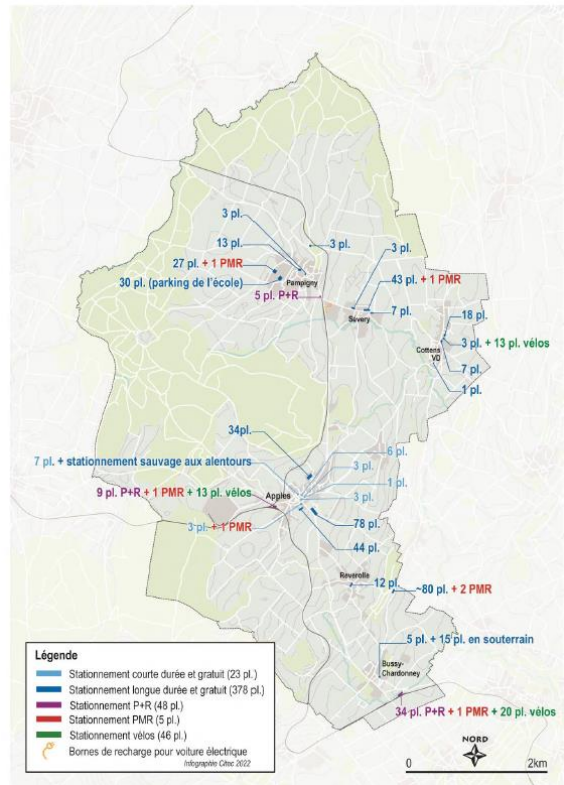 3 pl.
13 pl.
3 pl.
27 pl. + 1 PMR
30 pl. (parking de l'école)
Pampigny
5 pl. P+R
3 pl.
43 pl. + 1 PMR
7 pl.
Sévery
18 pl.
3 pl. + 13 pl. vélos
Cottens
VD
7 pl.
1 pl.
34pl.
6 pl.
7 pl. + stationnement sauvage aux alentours
3 pl.
1 pl.
9 pl. P+R + 1 PMR + 13 pl. vélos
Apples
3 pl.
3 pl. + 1 PMR
78 pl.
44 pl.
Reverolle
12 pl.
~80 pl. + 2 PMR
5 pl. + 15 pl. en souterrain
Bussy-
Chardonney
34 pl. P+R + 1 PMR + 20 pl. vélos
Légende
Stationnement courte durée et gratuit (23 pl.)
Stationnement longue durée et gratuit (378 pl.)
Stationnement P+R (48 pl.)
Stationnement PMR (5 pl.)
Stationnement vélos (46 pl.)
Bornes de recharge pour voiture électrique
Infographie Citec 2022
NORD
0 2km